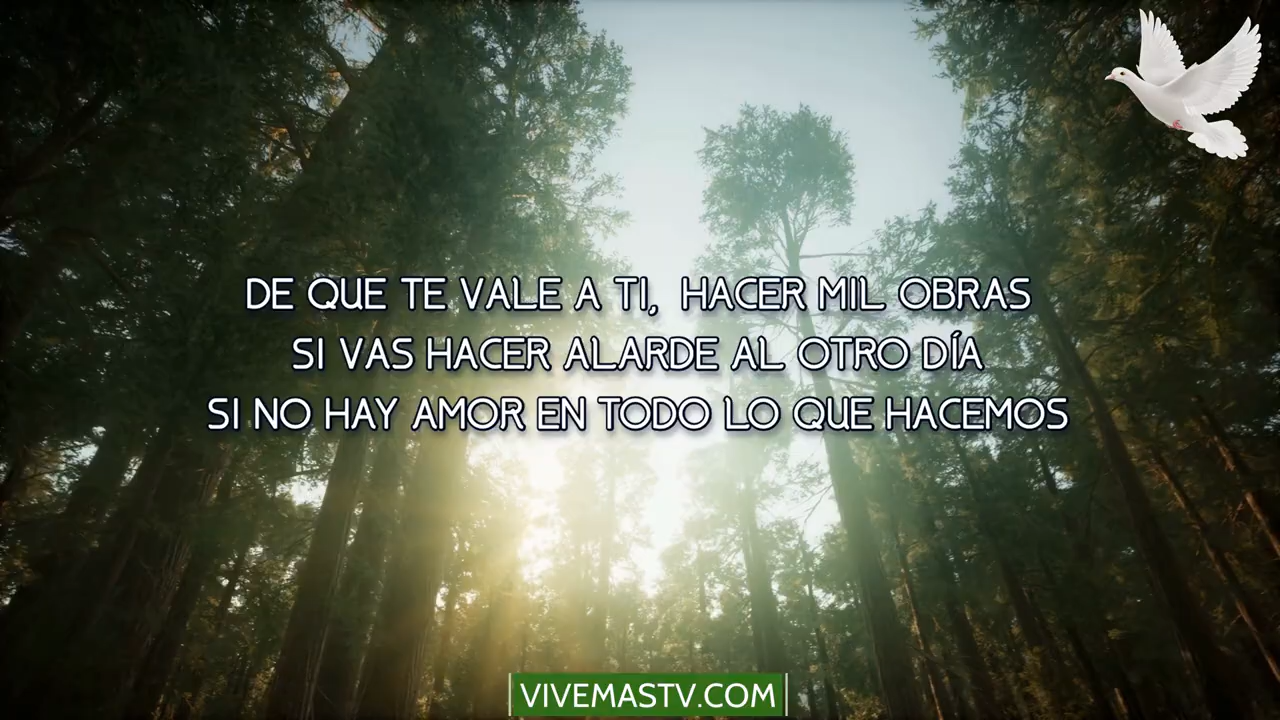 DE QUE TE VALE A TI, HACER MIL OBRAS
SI VAS HACER ALARDE AL OTRO DÍA
SI NO HAY AMOR EN TODO LO QUE HACEMOS
VIVEMASTV.COM